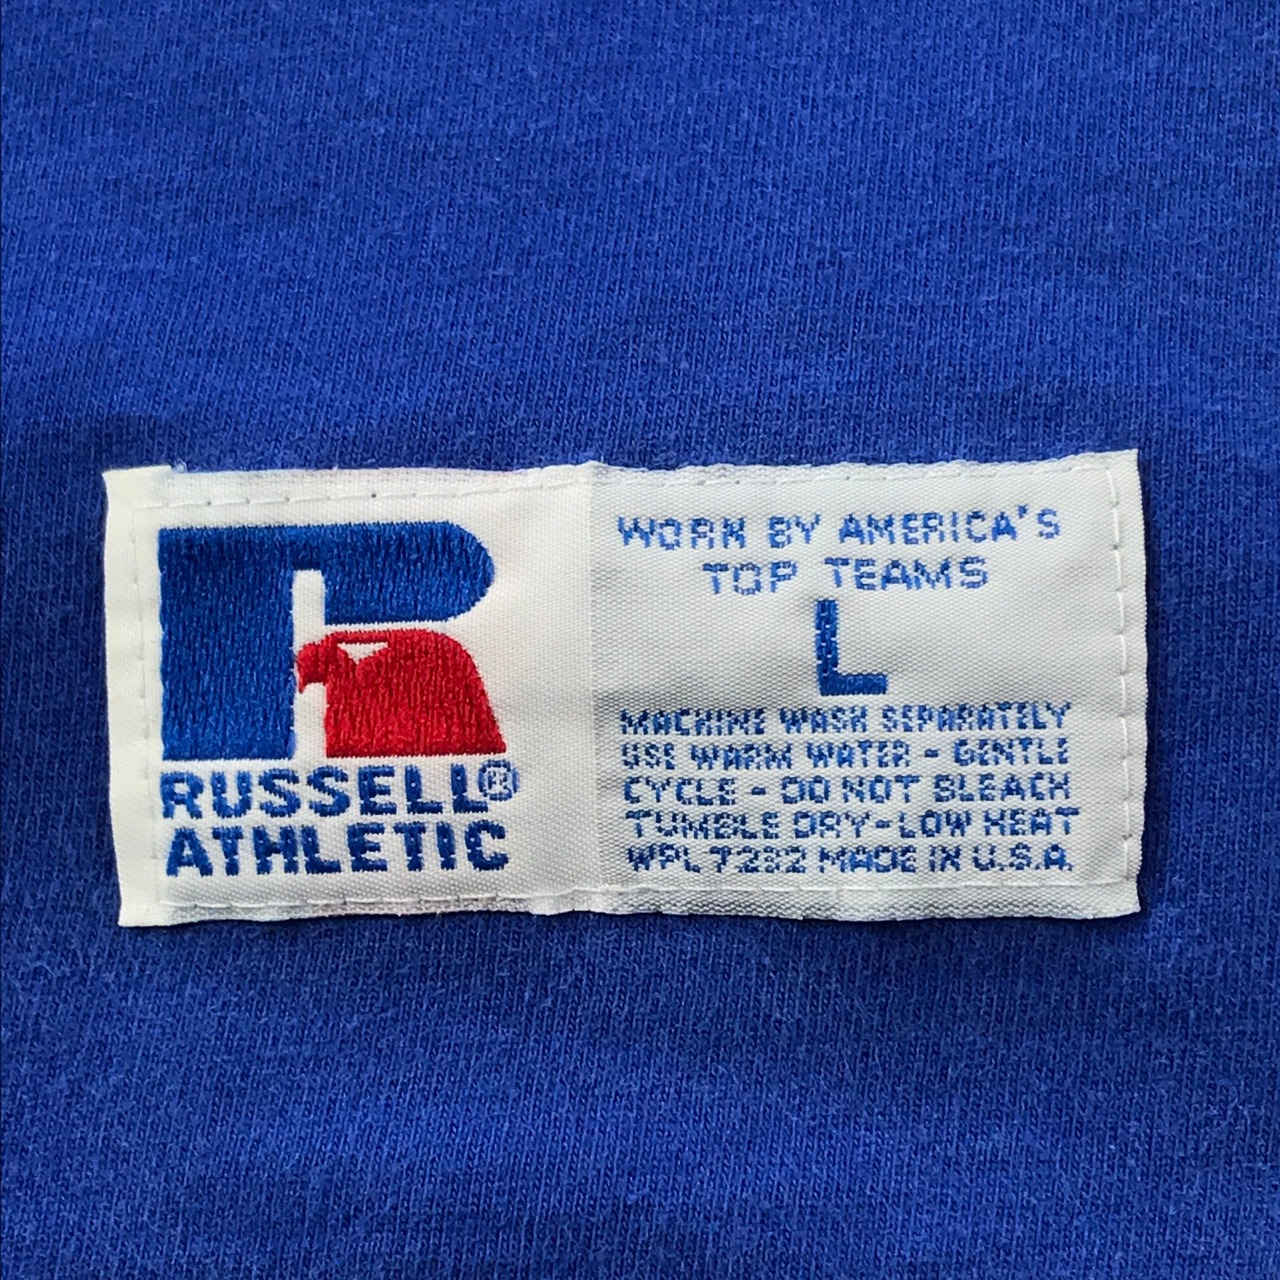 RUSSELL®
ATHLETIC
WORN BY AMERICA'S
TOP TEAMS
L
MACHINE WASH SEPARATELY
USE WARM WATER - GENTLE
CYCLE - DO NOT BLEACH
TUMBLE DRY-LOW HEAT
WPL 7232 MADE IN U.S.A.